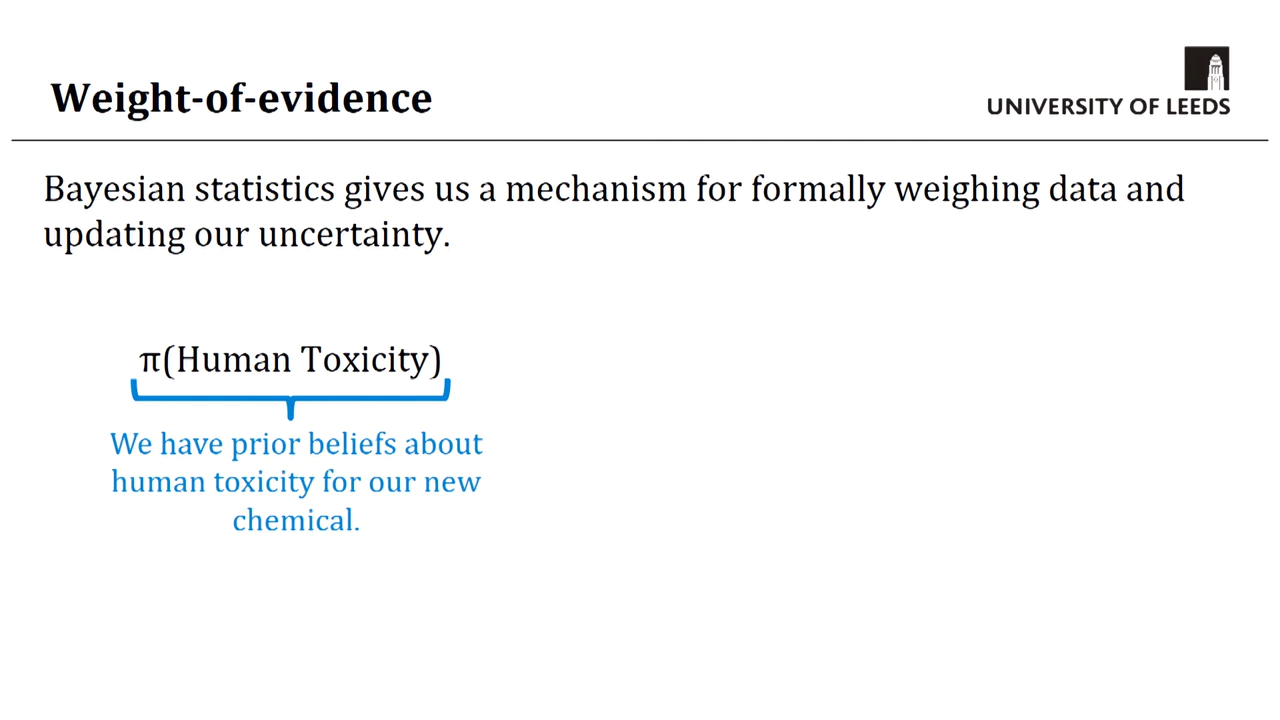 Weight-of-evidence
UNIVERSITY OF LEEDS
Bayesian statistics gives us a mechanism for formally weighing data and
updating our uncertainty.
π(Human Toxicity)
We have prior beliefs about
human toxicity for our new
chemical.